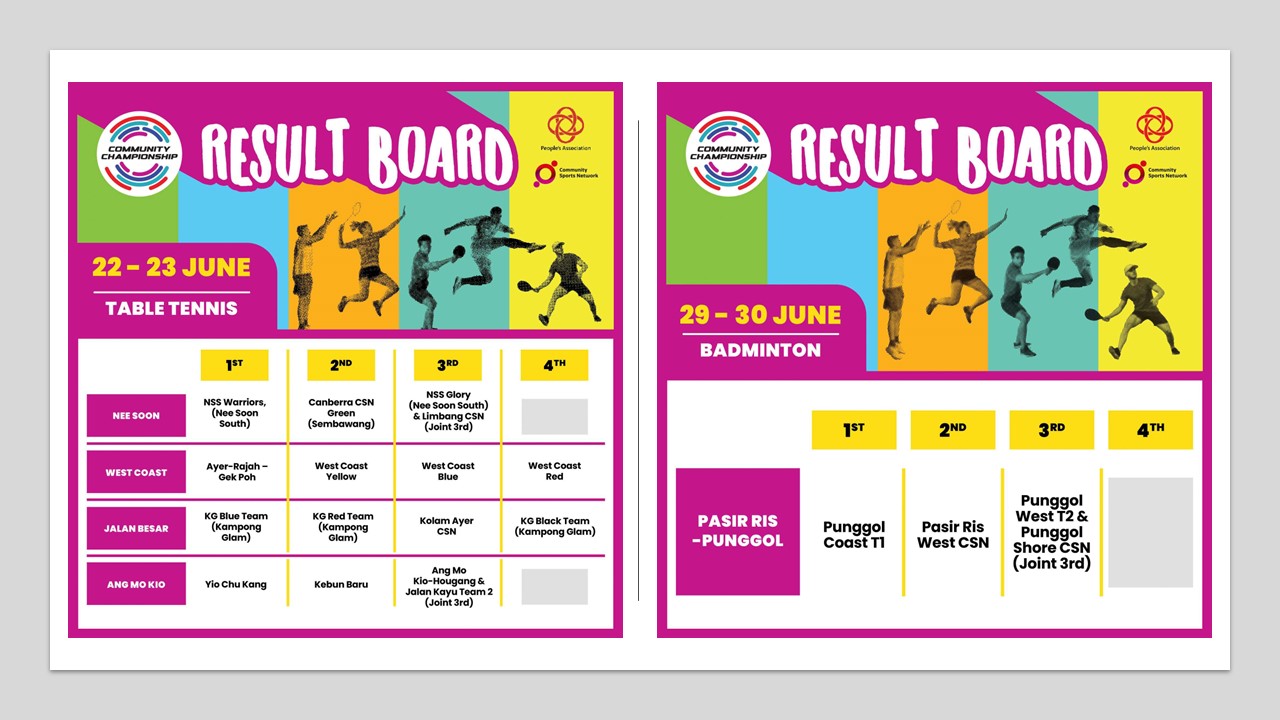 COMMUNITY
CHAMPIONSHIP
RESULT BOARD
People's Association
Community
Sports Network
22 – 23 JUNE
TABLE TENNIS
1ST
2ND
3RD
4TH
NEE SOON
NSS Warriors,
(Nee Soon
South)
Canberra CSN
Green
(Sembawang)
NSS Glory
(Nee Soon South)
& Limbang CSN
(Joint 3rd)
WEST COAST
Ayer-Rajah –
Gek Poh
West Coast
Yellow
West Coast
Blue
West Coast
Red
JALAN BESAR
KG Blue Team
(Kampong
Glam)
KG Red Team
(Kampong
Glam)
Kolam Ayer
CSN
KG Black Team
(Kampong Glam)
ANG MO KIO
Yio Chu Kang
Kebun Baru
Ang Mo
Kio-Hougang &
Jalan Kayu Team 2
(Joint 3rd)
COMMUNITY
CHAMPIONSHIP
RESULT BOARD
People's Association
Community
Sports Network
29 – 30 JUNE
BADMINTON
1ST
2ND
3RD
4TH
PASIR RIS
-PUNGGOL
Punggol
Coast T1
Pasir Ris
West CSN
Punggol
West T2 &
Punggol
Shore CSN
(Joint 3rd)